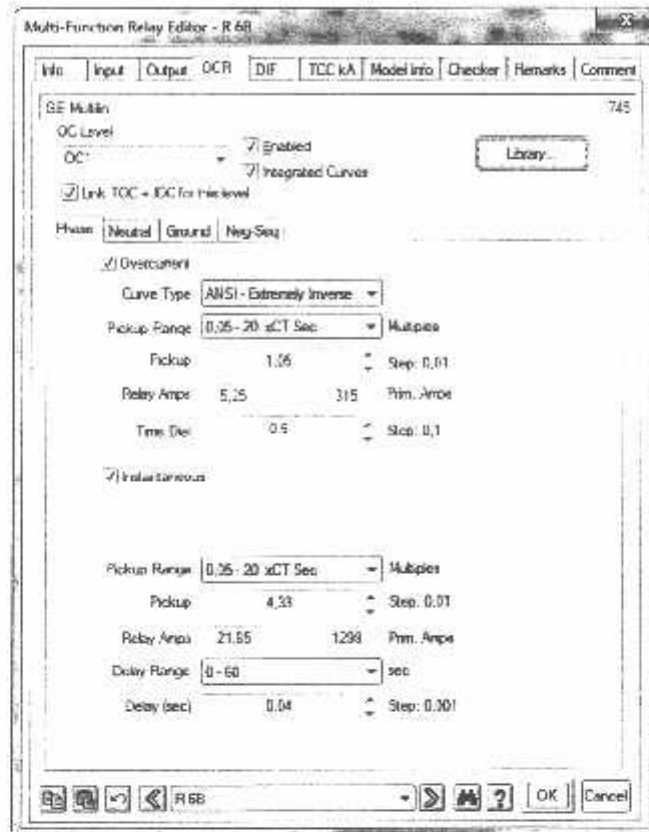 Multi-Function Relay Editor - R 6B
Info Input Output OCR DIF TCC kA Model Info Checker Remarks Comment
GE Multilin 745
OC Level
OC1 Enabled Library...
Integrated Curves
Link TOC + IOC for this level
Phase Neutral Ground Neg-Seq
Overcurrent
Curve Type ANSI - Extremely Inverse
Pickup Range 0,05 - 20 xCT Sec Multiples
Pickup 1,05 Step: 0,01
Relay Amps 5,25 315 Prim. Amps
Time Dial 0,5 Step: 0,1
Instantaneous
Pickup Range 0,05 - 20 xCT Sec Multiples
Pickup 4,33 Step: 0,01
Relay Amps 21,65 1299 Prim. Amps
Delay Range 0 - 60 sec
Delay (sec) 0,04 Step: 0,001
R 6B OK Cancel